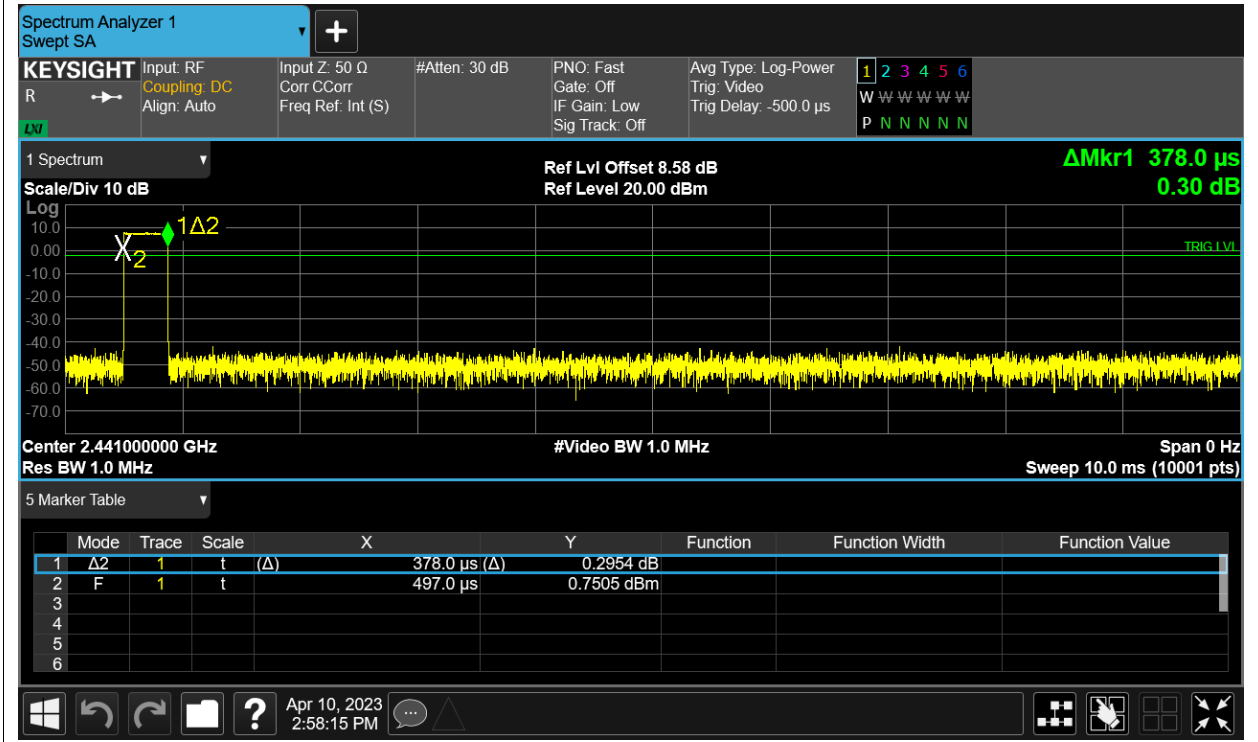 Spectrum Analyzer 1
Swept SA
+
KEYSIGHT
R
LXI
Input: RF
Coupling: DC
Align: Auto
Input Z: 50 Ω
Corr CCorr
Freq Ref: Int (S)
#Atten: 30 dB
PNO: Fast
Gate: Off
IF Gain: Low
Sig Track: Off
Avg Type: Log-Power
Trig: Video
Trig Delay: -500.0 µs
1 2 3 4 5 6
W W W W W W
P N N N N N
1 Spectrum
Scale/Div 10 dB
Ref Lvl Offset 8.58 dB
Ref Level 20.00 dBm
ΔMkr1 378.0 µs
0.30 dB
Log
10.0
0.00
-10.0
-20.0
-30.0
-40.0
-50.0
-60.0
-70.0
1Δ2
X2
TRIG LVL
Center 2.441000000 GHz
#Video BW 1.0 MHz
Span 0 Hz
Res BW 1.0 MHz
Sweep 10.0 ms (10001 pts)
5 Marker Table
Mode Trace Scale X Y Function Function Width Function Value
1 Δ2 1 t (Δ) 378.0 µs (Δ) 0.2954 dB
2 F 1 t 497.0 µs 0.7505 dBm
3
4
5
6
?
Apr 10, 2023
2:58:15 PM